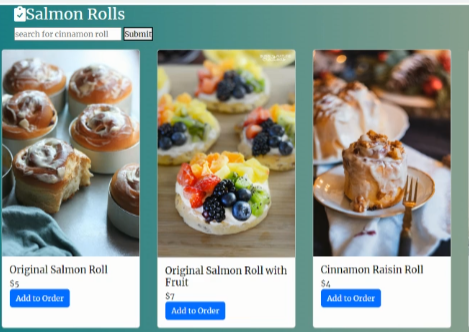 Salmon Rolls
search for cinnamon roll Submit
Original Salmon Roll
$5
Add to Order
Original Salmon Roll with
Fruit
$7
Add to Order
Cinnamon Raisin Roll
$4
Add to Order